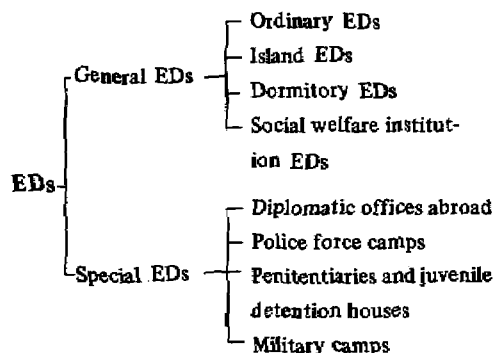 EDs
General EDs
Ordinary EDs
Island EDs
Dormitory EDs
Social welfare institut-
ion EDs
Special EDs
Diplomatic offices abroad
Police force camps
Penitentiaries and juvenile
detention houses
Military camps